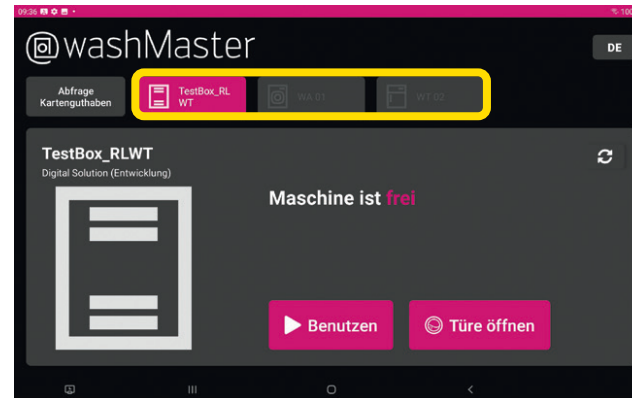 09:36
100
washMaster
DE
Abfrage
Kartenguthaben
TestBox_RL
WT
WA 01
WT 02
TestBox_RLWT
Digital Solution (Entwicklung)
Maschine ist frei
Benutzen
Türe öffnen